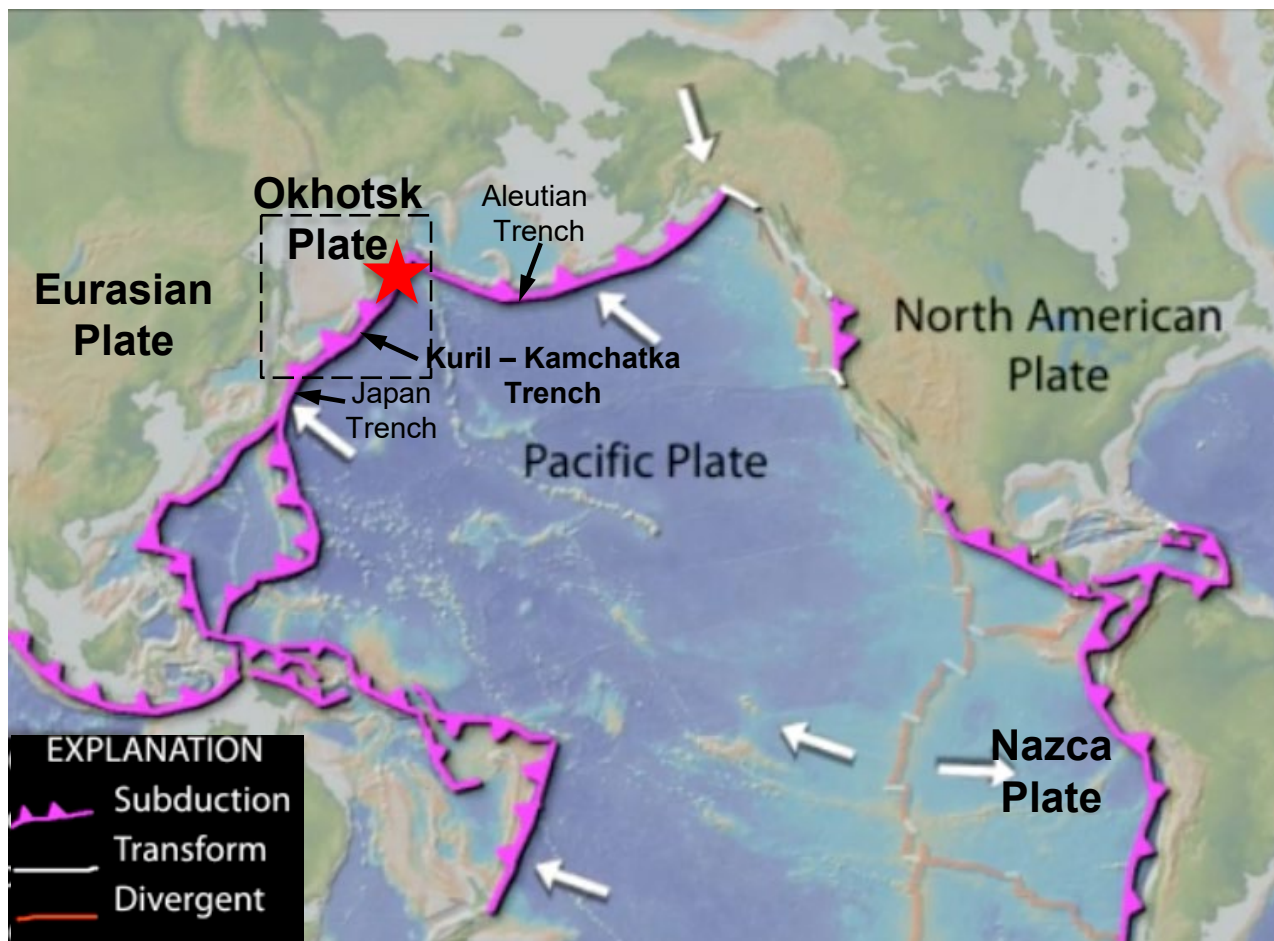 Okhotsk
Plate
Aleutian
Trench
Eurasian
Plate
North American
Plate
Kuril – Kamchatka
Trench
Japan
Trench
Pacific Plate
Nazca
Plate
EXPLANATION
Subduction
Transform
Divergent